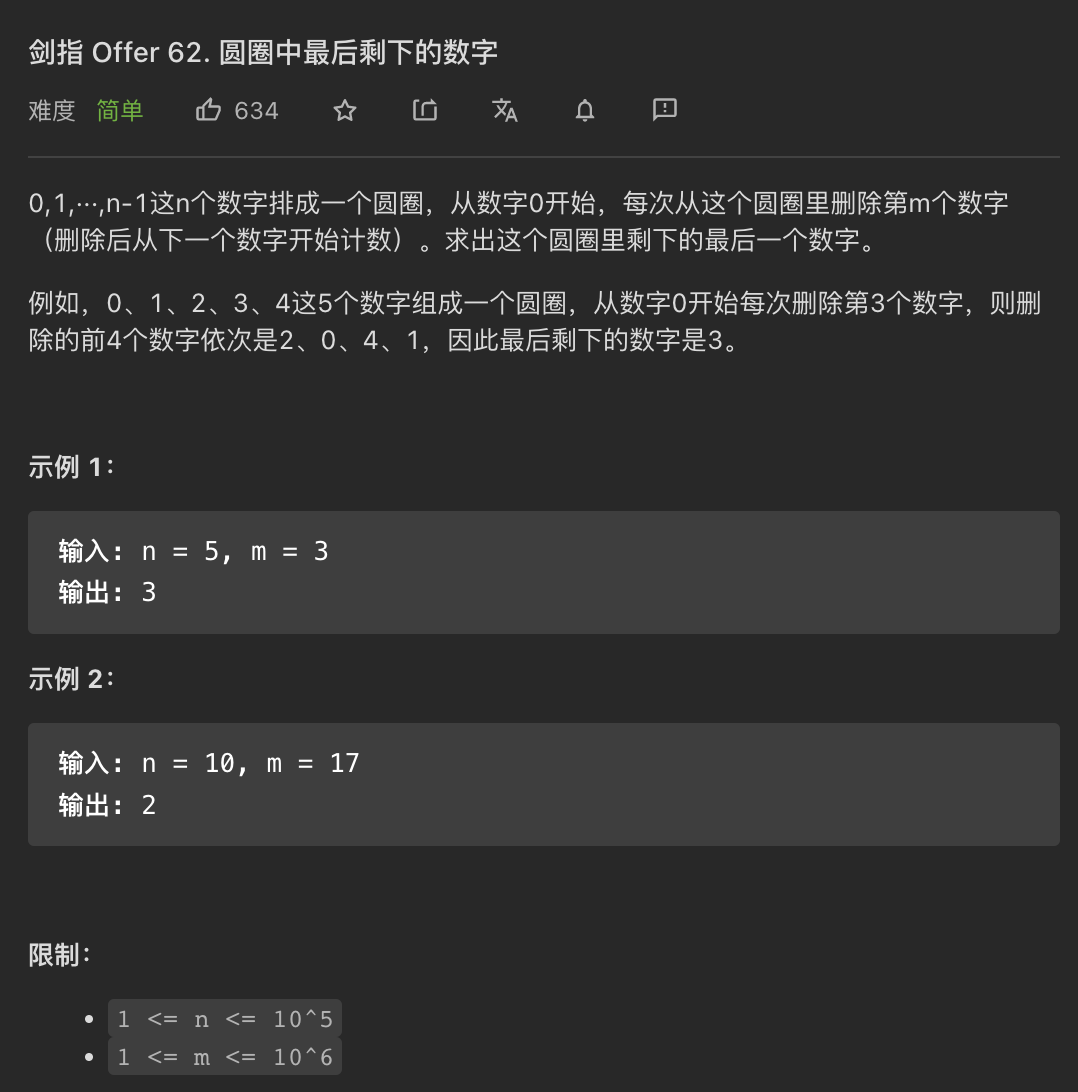 剑指 Offer 62. 圆圈中最后剩下的数字
难度 简单 634
0,1,···,n-1这n个数字排成一个圆圈，从数字0开始，每次从这个圆圈里删除第m个数字
（删除后从下一个数字开始计数）。求出这个圆圈里剩下的最后一个数字。
例如，0、1、2、3、4这5个数字组成一个圆圈，从数字0开始每次删除第3个数字，则删
除的前4个数字依次是2、0、4、1，因此最后剩下的数字是3。
示例 1：
输入: n = 5, m = 3
输出: 3
示例 2：
输入: n = 10, m = 17
输出: 2
限制：
1 <= n <= 10^5
1 <= m <= 10^6